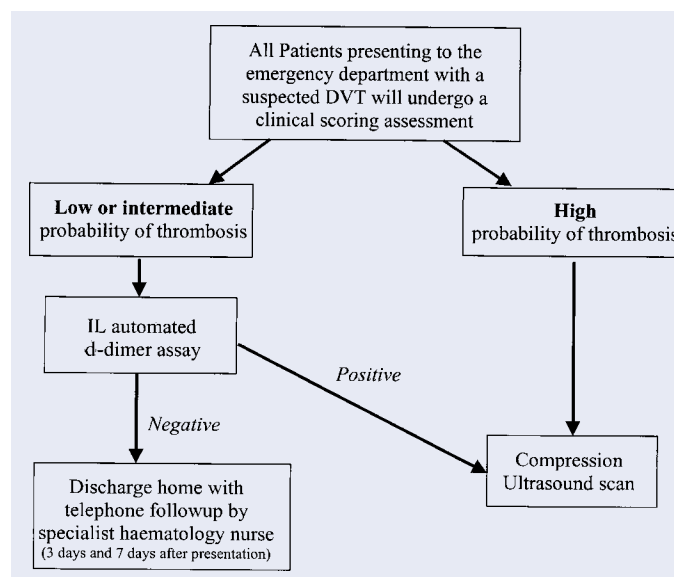 All Patients presenting to the
emergency department with a
suspected DVT will undergo a
clinical scoring assessment
Low or intermediate
probability of thrombosis
High
probability of thrombosis
IL automated
d-dimer assay
Positive
Negative
Compression
Ultrasound scan
Discharge home with
telephone followup by
specialist haematology nurse
(3 days and 7 days after presentation)